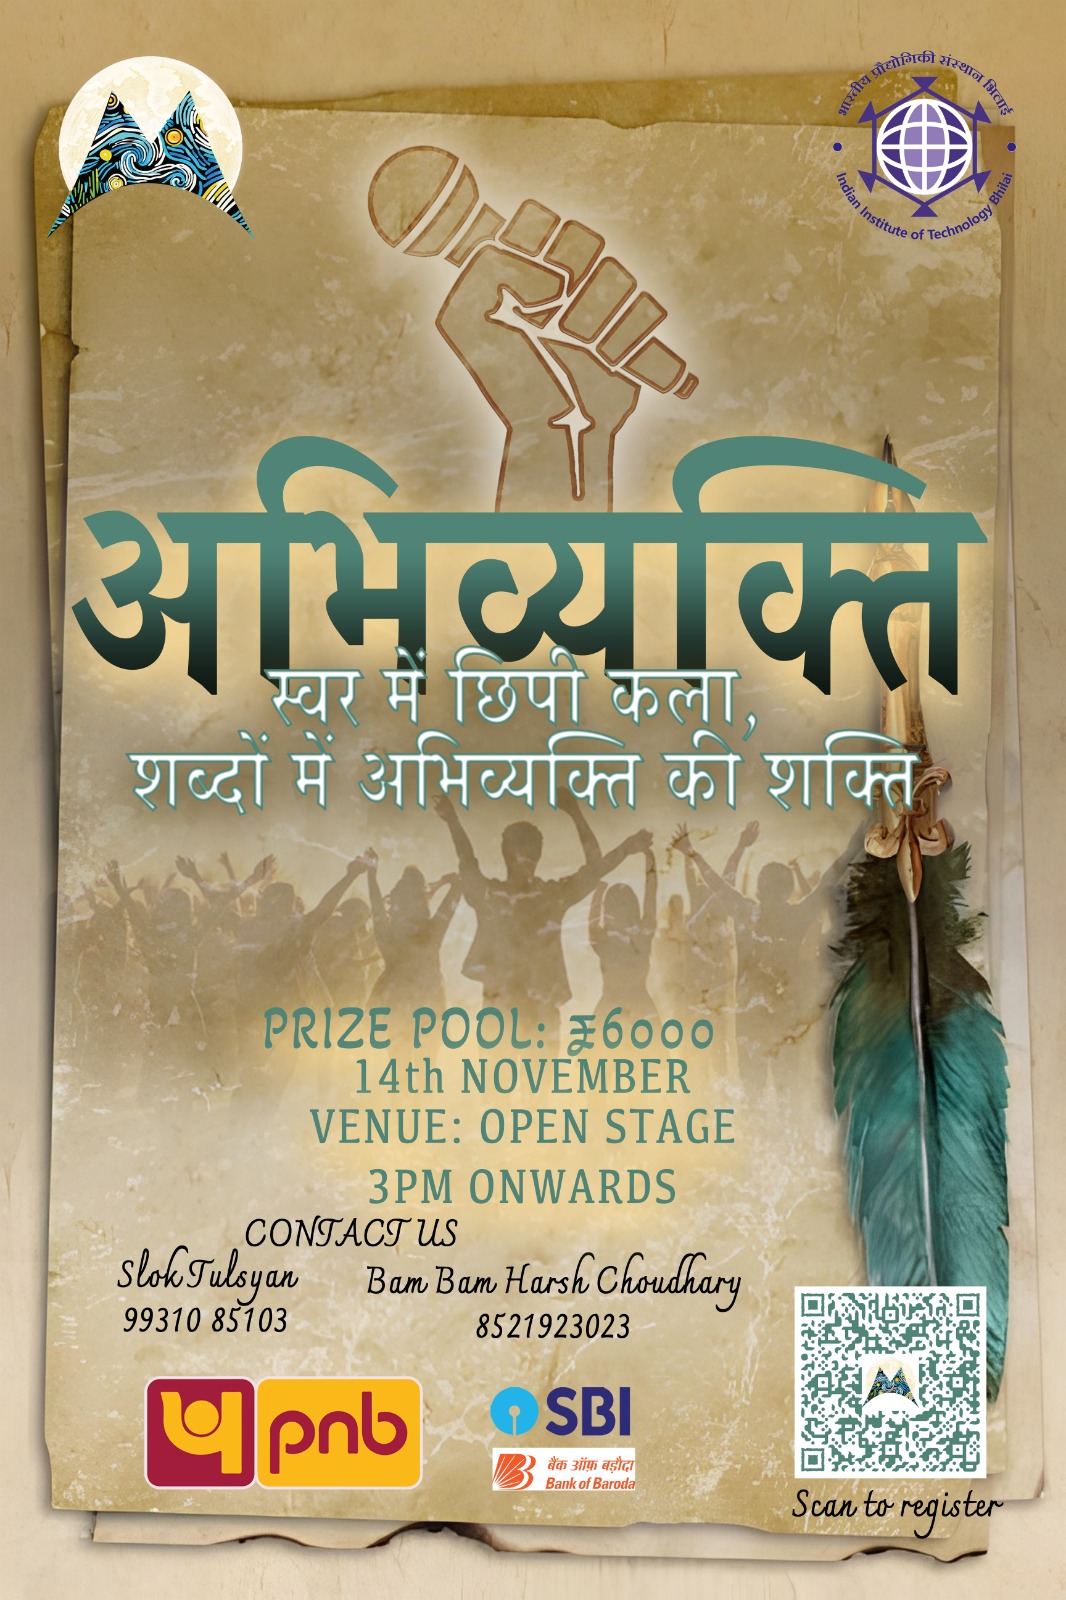 भारतीय प्रौद्योगिकी संस्थान भिलाई
Indian Institute of Technology Bhilai
अभिव्यक्ति
स्वर में छिपी कला,
शब्दों में अभिव्यक्ति की शक्ति
PRIZE POOL: ₹6000
14th NOVEMBER
VENUE: OPEN STAGE
3PM ONWARDS
CONTACT US
Slok Tulsyan
99310 85103
Bam Bam Harsh Choudhary
8521923023
pnb
SBI
बैंक ऑफ़ बड़ौदा
Bank of Baroda
Scan to register